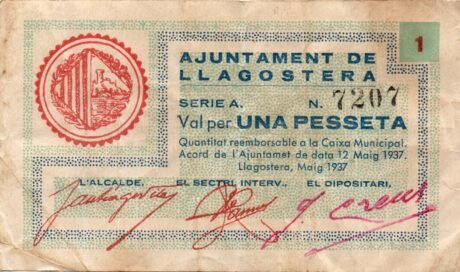 1
AJUNTAMENT DE
LLAGOSTERA
SERIE A. N. 7207
Val per UNA PESSETA
Quantitat reemborsable a la Caixa Municipal.
Acord de l'Ajuntamet de data 12 Maig 1937.
Llagostera, Maig 1937
L'ALCALDE, EL SECTRI. INTERV., EL DIPOSITARI,